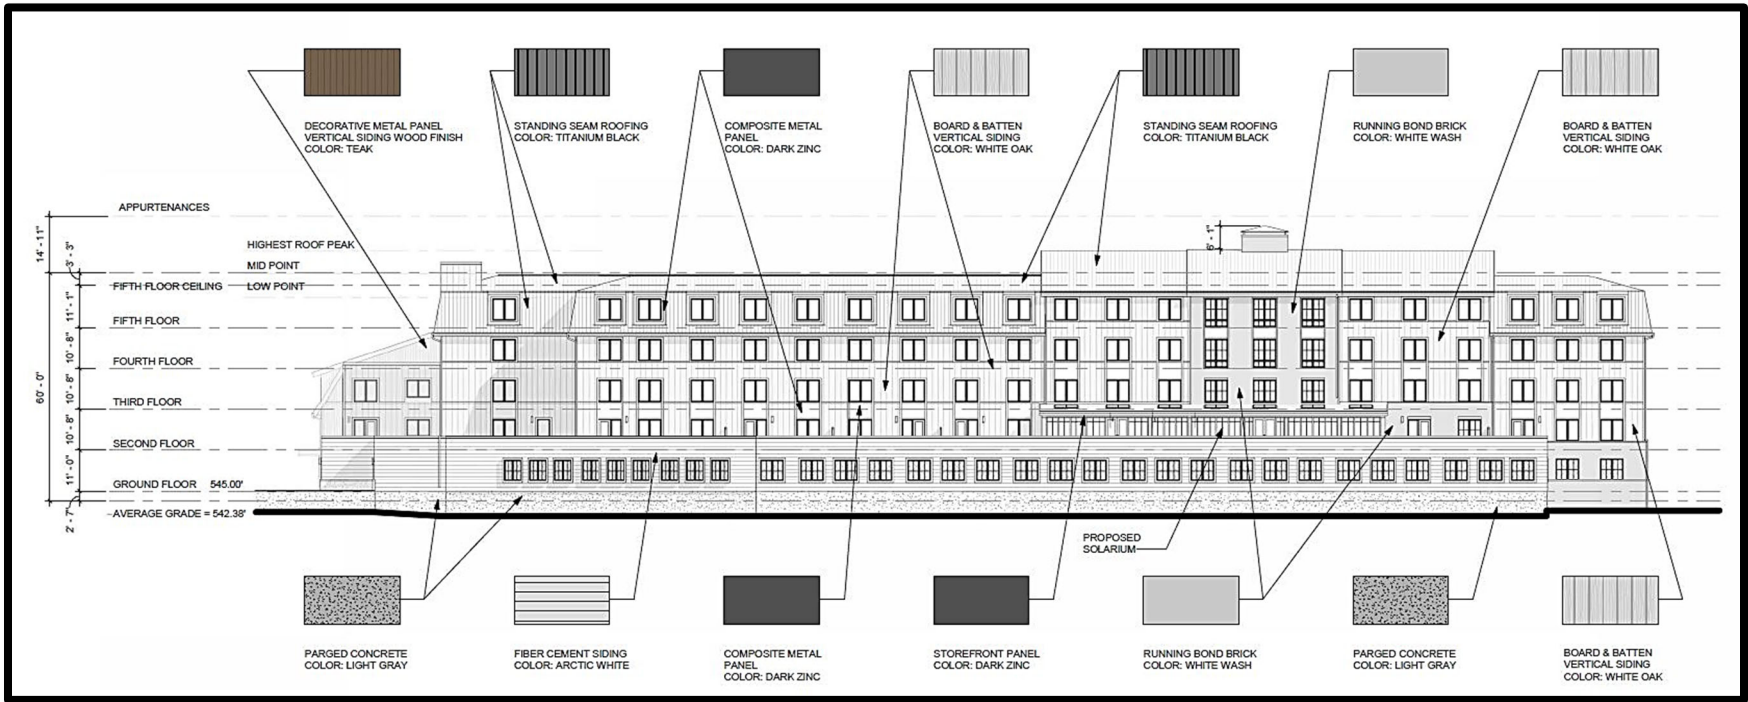 DECORATIVE METAL PANEL
VERTICAL SIDING WOOD FINISH
COLOR: TEAK
STANDING SEAM ROOFING
COLOR: TITANIUM BLACK
COMPOSITE METAL
PANEL
COLOR: DARK ZINC
BOARD & BATTEN
VERTICAL SIDING
COLOR: WHITE OAK
STANDING SEAM ROOFING
COLOR: TITANIUM BLACK
RUNNING BOND BRICK
COLOR: WHITE WASH
BOARD & BATTEN
VERTICAL SIDING
COLOR: WHITE OAK
APPURTENANCES
HIGHEST ROOF PEAK
MID POINT
FIFTH FLOOR CEILING
LOW POINT
FIFTH FLOOR
FOURTH FLOOR
THIRD FLOOR
SECOND FLOOR
GROUND FLOOR 545.00'
AVERAGE GRADE = 542.38'
14' - 11"
60' - 0"
3' - 3"
11' - 1"
10' - 8"
10' - 8"
10' - 8"
11' - 0"
2' - 7"
6' - 1"
PROPOSED
SOLARIUM
PARGED CONCRETE
COLOR: LIGHT GRAY
FIBER CEMENT SIDING
COLOR: ARCTIC WHITE
COMPOSITE METAL
PANEL
COLOR: DARK ZINC
STOREFRONT PANEL
COLOR: DARK ZINC
RUNNING BOND BRICK
COLOR: WHITE WASH
PARGED CONCRETE
COLOR: LIGHT GRAY
BOARD & BATTEN
VERTICAL SIDING
COLOR: WHITE OAK